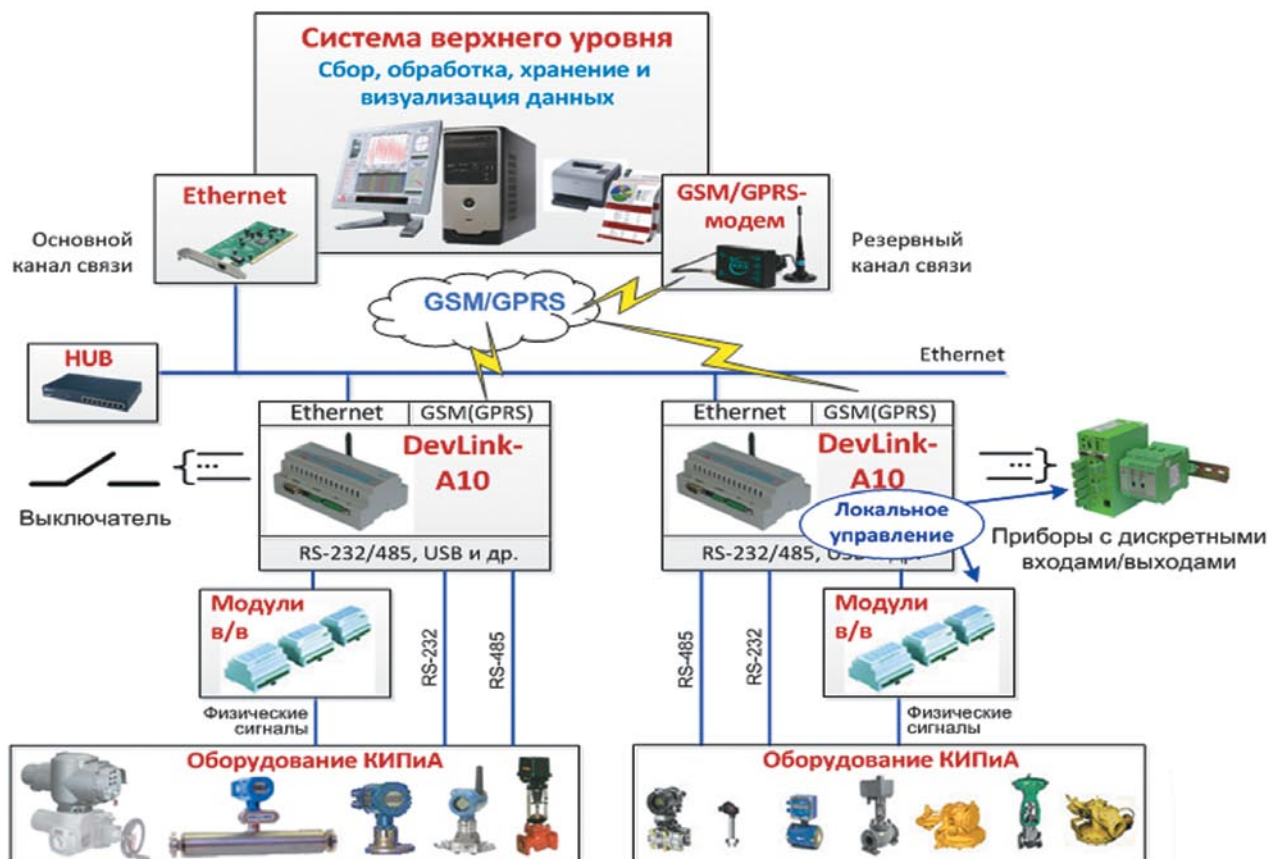 Система верхнего уровня
Сбор, обработка, хранение и
визуализация данных
Ethernet
GSM/GPRS-
модем
Основной
канал связи
Резервный
канал связи
GSM/GPRS
HUB
Ethernet
Ethernet
GSM(GPRS)
DevLink-
A10
Ethernet
GSM(GPRS)
DevLink-
A10
...
...
Выключатель
Локальное
управление
Приборы с дискретными
входами/выходами
RS-232/485, USB и др.
RS-232/485, USB и др.
Модули
в/в
RS-232
RS-485
RS-485
RS-232
Модули
в/в
Физические
сигналы
Физические
сигналы
Оборудование КИПиА
Оборудование КИПиА